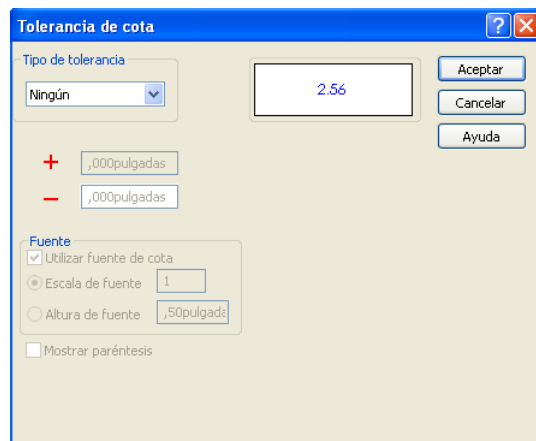 Tolerancia de cota
Tipo de tolerancia
Ningún
2.56
Aceptar
Cancelar
Ayuda
+ ,000pulgadas
− ,000pulgadas
Fuente
Utilizar fuente de cota
Escala de fuente 1
Altura de fuente ,50pulgada
Mostrar paréntesis